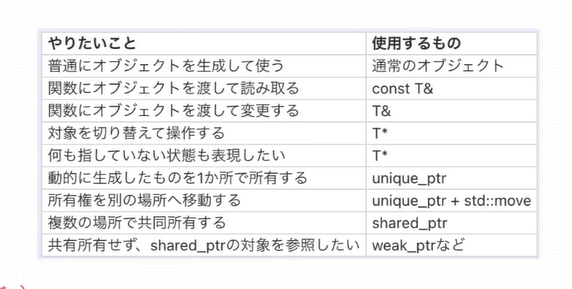 やりたいこと 使用するもの
普通にオブジェクトを生成して使う 通常のオブジェクト
関数にオブジェクトを渡して読み取る const T&
関数にオブジェクトを渡して変更する T&
対象を切り替えて操作する T*
何も指していない状態も表現したい T*
動的に生成したものを1か所で所有する unique_ptr
所有権を別の場所へ移動する unique_ptr + std::move
複数の場所で共同所有する shared_ptr
共有所有せず、shared_ptrの対象を参照したい weak_ptrなど